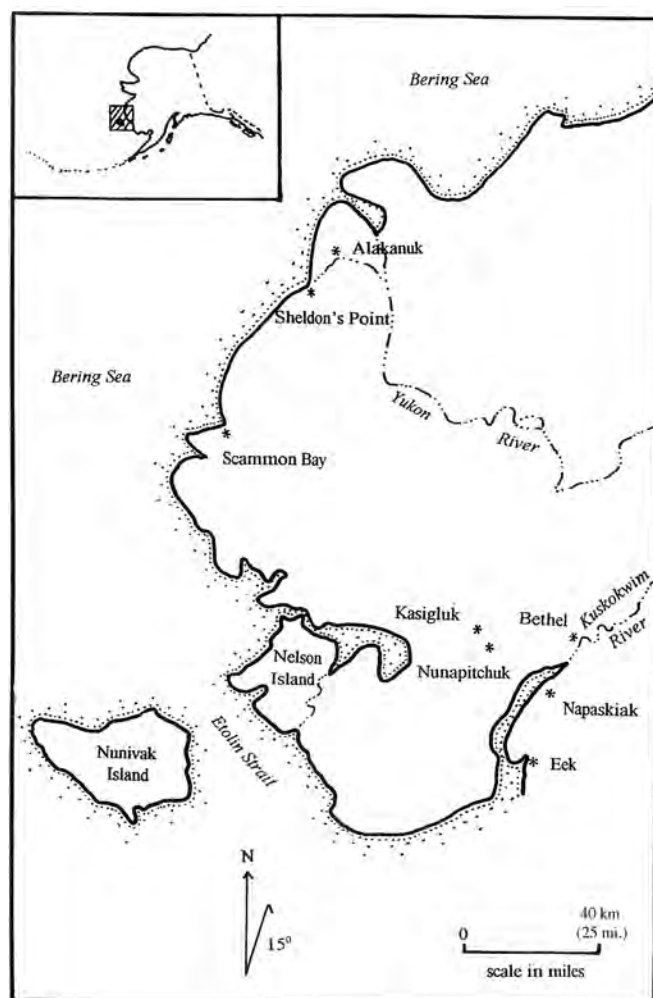 Bering Sea
Alakanuk
Sheldon's Point
Bering Sea
Yukon
River
Scammon Bay
Kasigluk
Bethel
Kuskokwim
River
Nunapitchuk
Nelson
Island
Napaskiak
Etolin Strait
Nunivak
Island
Eek
N
15°
40 km
(25 mi.)
0
scale in miles